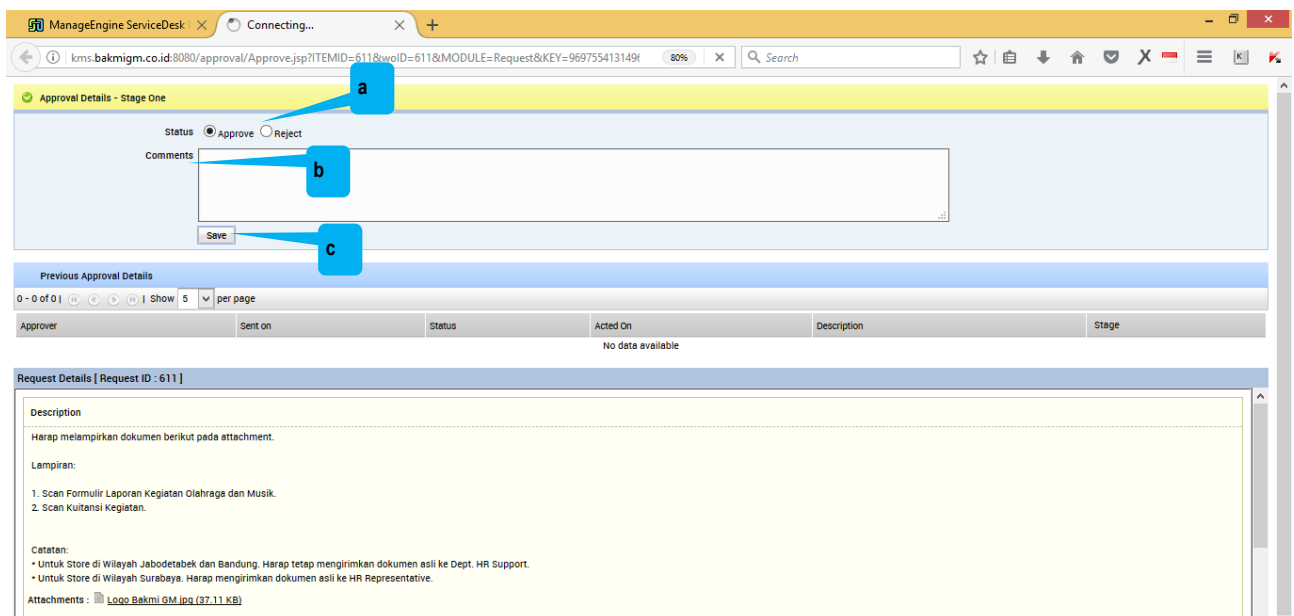 ManageEngine ServiceDesk
Connecting...
kms.bakmigm.co.id:8080/approval/Approve.jsp?ITEMID=611&woID=611&MODULE=Request&KEY=969755413149
80%
Search
Approval Details - Stage One
a
Status Approve Reject
Comments
b
Save
c
Previous Approval Details
0 - 0 of 0 | Show 5 per page
Approver Sent on Status Acted On Description Stage
No data available
Request Details [ Request ID : 611 ]
Description
Harap melampirkan dokumen berikut pada attachment.
Lampiran:
1. Scan Formulir Laporan Kegiatan Olahraga dan Musik.
2. Scan Kuitansi Kegiatan.
Catatan:
• Untuk Store di Wilayah Jabodetabek dan Bandung. Harap tetap mengirimkan dokumen asli ke Dept. HR Support.
• Untuk Store di Wilayah Surabaya. Harap mengirimkan dokumen asli ke HR Representative.
Attachments : Logo Bakmi GM.jpg (37.11 KB)